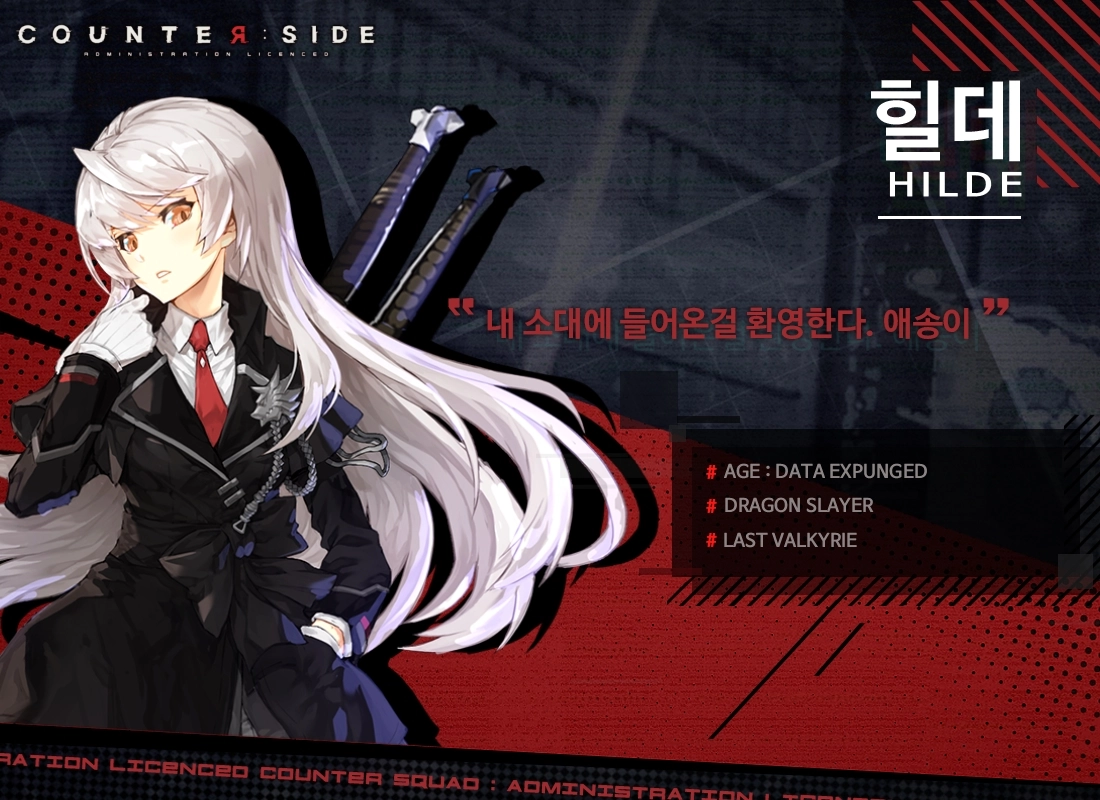 COUNTEЯ:SIDE
ADMINISTRATION LICENCED
힐데
HILDE
“ 내 소대에 들어온걸 환영한다. 애송이 ”
# AGE : DATA EXPUNGED
# DRAGON SLAYER
# LAST VALKYRIE
RATION LICENCED COUNTER SQUAD : ADMINISTRATION LICENCE